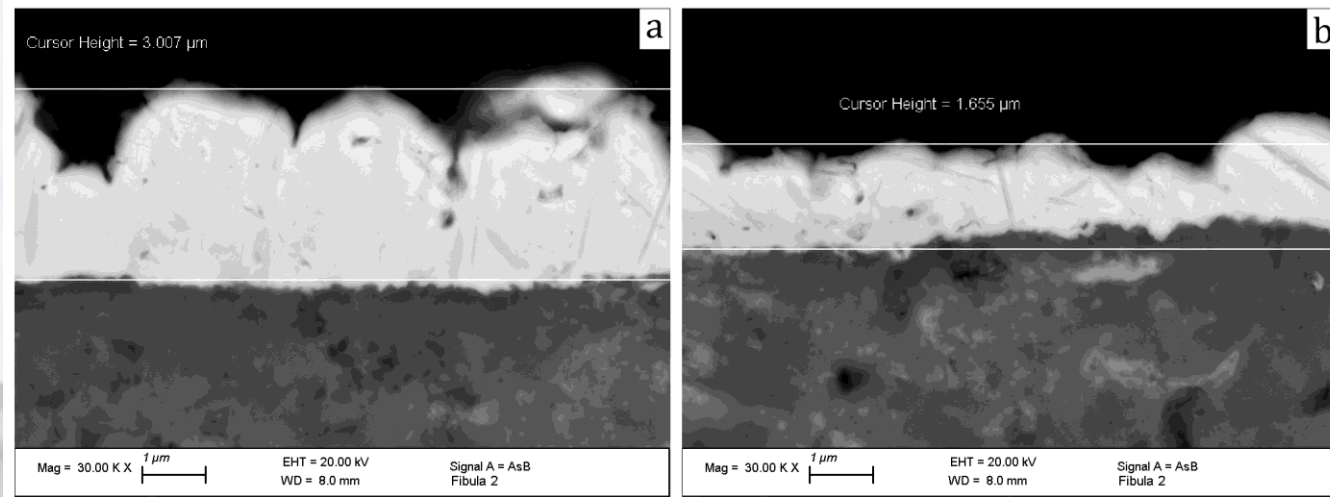 a
Cursor Height = 3.007 µm
Mag = 30.00 K X
1 µm
EHT = 20.00 kV
WD = 8.0 mm
Signal A = AsB
Fibula 2
b
Cursor Height = 1.655 µm
Mag = 30.00 K X
1 µm
EHT = 20.00 kV
WD = 8.0 mm
Signal A = AsB
Fibula 2